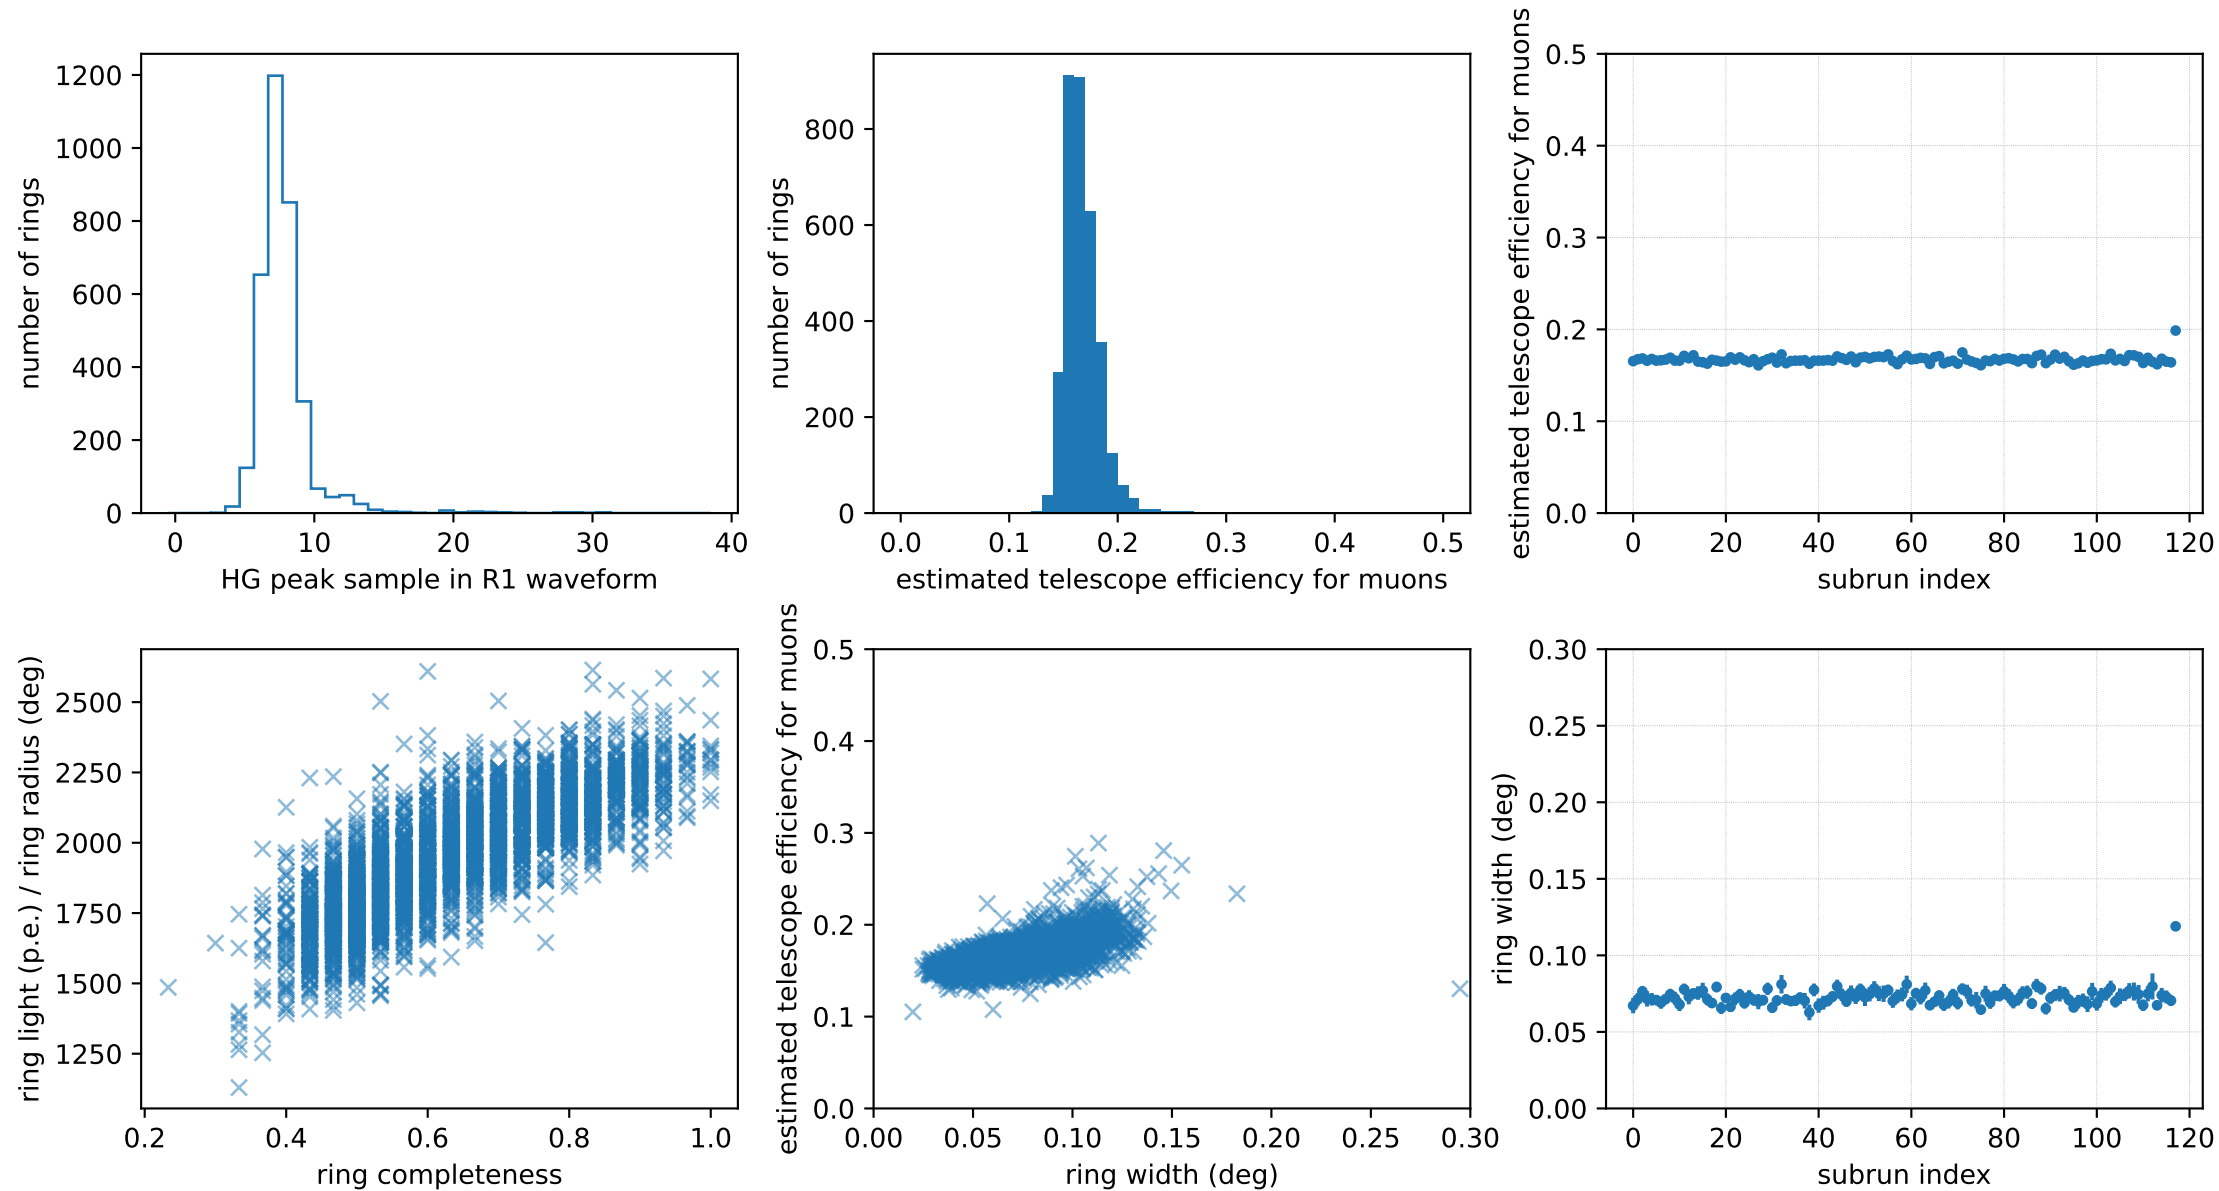 number of rings
1200
1000
800
600
400
200
0
0 10 20 30 40
HG peak sample in R1 waveform
number of rings
800
600
400
200
0
0.0 0.1 0.2 0.3 0.4 0.5
estimated telescope efficiency for muons
estimated telescope efficiency for muons
0.5
0.4
0.3
0.2
0.1
0.0
0 20 40 60 80 100 120
subrun index
ring light (p.e.) / ring radius (deg)
2500
2250
2000
1750
1500
1250
0.2 0.4 0.6 0.8 1.0
ring completeness
estimated telescope efficiency for muons
0.5
0.4
0.3
0.2
0.1
0.0
0.00 0.05 0.10 0.15 0.20 0.25 0.30
ring width (deg)
ring width (deg)
0.30
0.25
0.20
0.15
0.10
0.05
0.00
0 20 40 60 80 100 120
subrun index